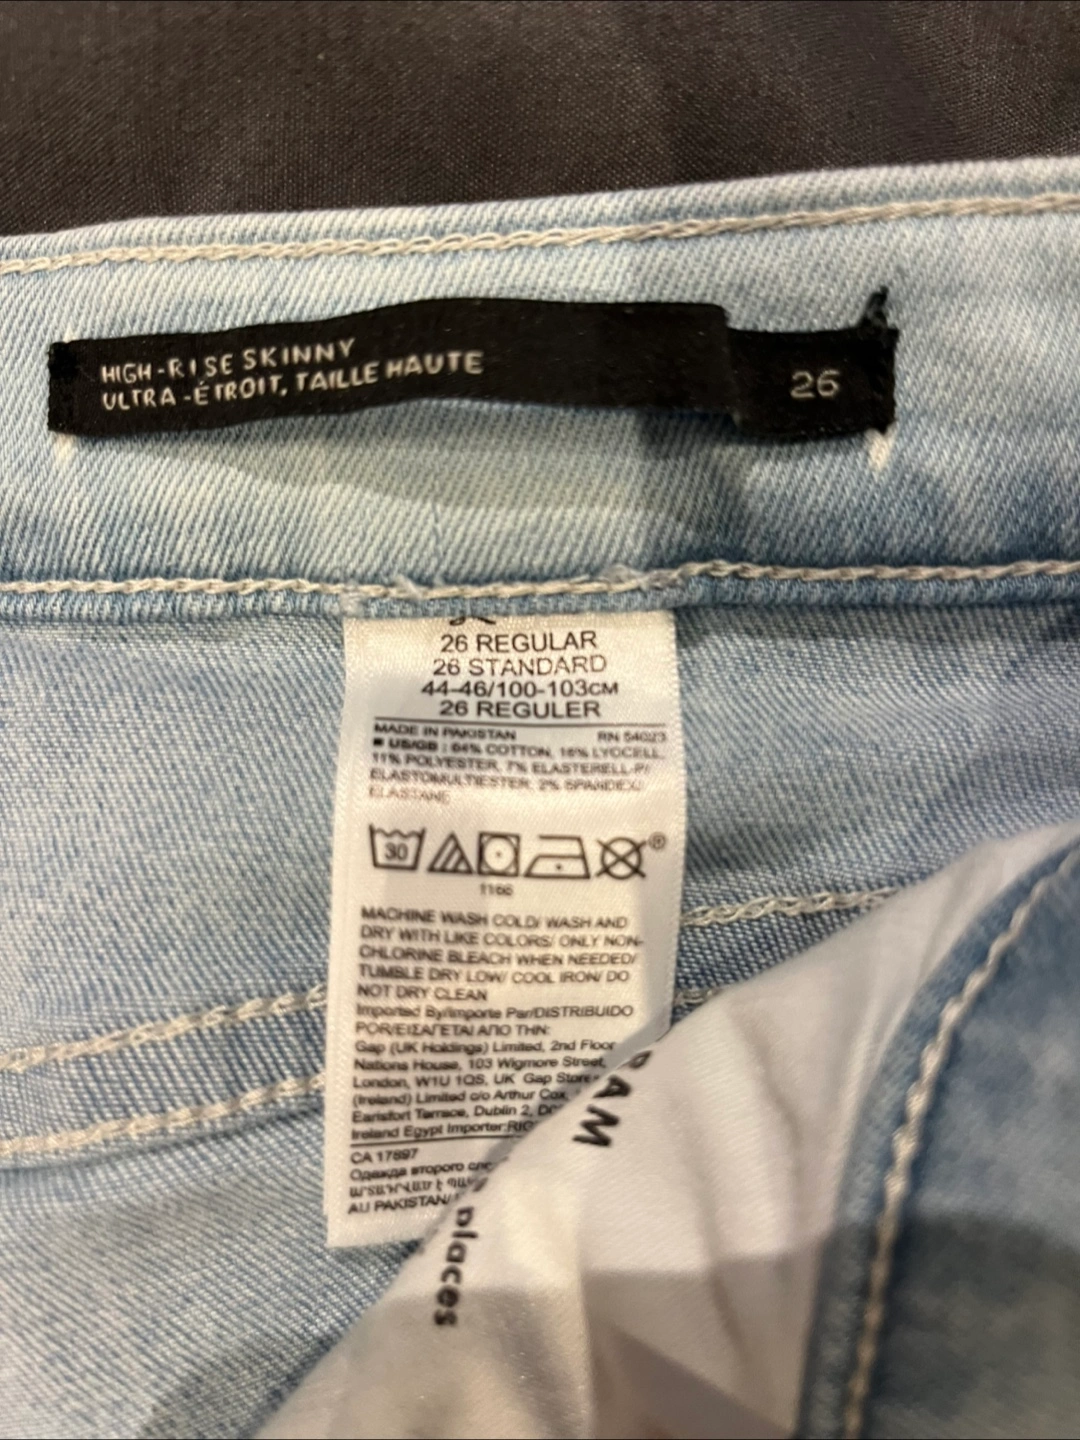 HIGH-RISE SKINNY
ULTRA-ÉTROIT, TAILLE HAUTE
26
26 REGULAR
26 STANDARD
44-46/100-103CM
26 REGULER
MADE IN PAKISTAN RN 54023
■ US/GB : 64% COTTON, 16% LYOCELL,
11% POLYESTER, 7% ELASTERELL-P/
ELASTOMULTIESTER, 2% SPANDEX/
ELASTANE
30
®
1166
MACHINE WASH COLD/ WASH AND
DRY WITH LIKE COLORS/ ONLY NON-
CHLORINE BLEACH WHEN NEEDED/
TUMBLE DRY LOW/ COOL IRON/ DO
NOT DRY CLEAN
Imported By/Importe Par/DISTRIBUIDO
POR/ΕΙΣΑΓΕΤΑΙ ΑΠΟ ΤΗΝ:
Gap (UK Holdings) Limited, 2nd Floor
Nations House, 103 Wigmore Street,
London, W1U 1QS, UK Gap Stores
(Ireland) Limited c/o Arthur Cox,
Earlsfort Terrace, Dublin 2,
Ireland Egypt Importer:
CA 17897
Одежда второго
AU PAKISTAN/
places